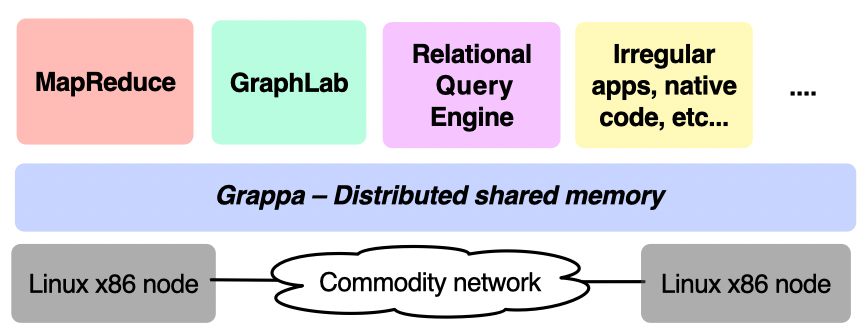 MapReduce
GraphLab
Relational
Query
Engine
Irregular
apps, native
code, etc...
....
Grappa – Distributed shared memory
Linux x86 node
Commodity network
Linux x86 node